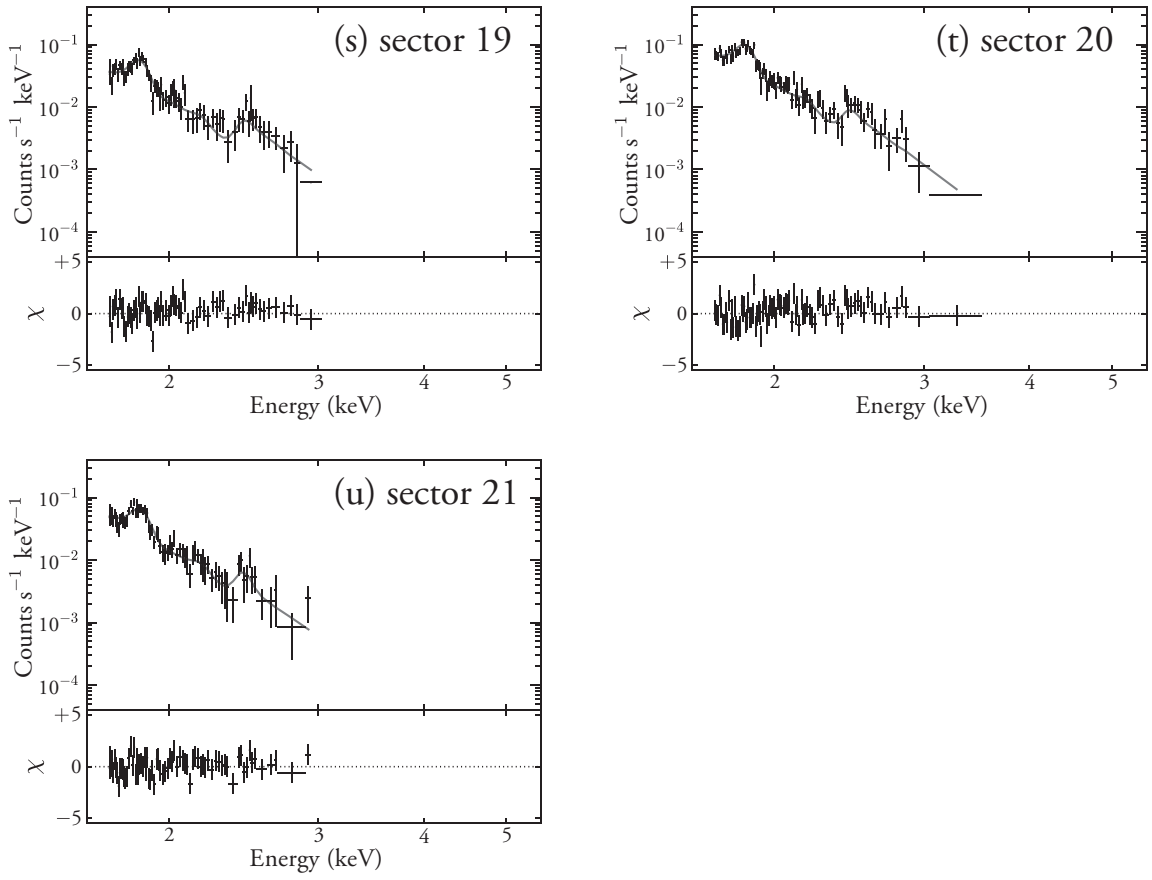 (s) sector 19
10⁻¹
10⁻²
10⁻³
10⁻⁴
Counts s⁻¹ keV⁻¹
+5
0
−5
χ
2 3 4 5
Energy (keV)
(t) sector 20
10⁻¹
10⁻²
10⁻³
10⁻⁴
Counts s⁻¹ keV⁻¹
+5
0
−5
χ
2 3 4 5
Energy (keV)
(u) sector 21
10⁻¹
10⁻²
10⁻³
10⁻⁴
Counts s⁻¹ keV⁻¹
+5
0
−5
χ
2 3 4 5
Energy (keV)